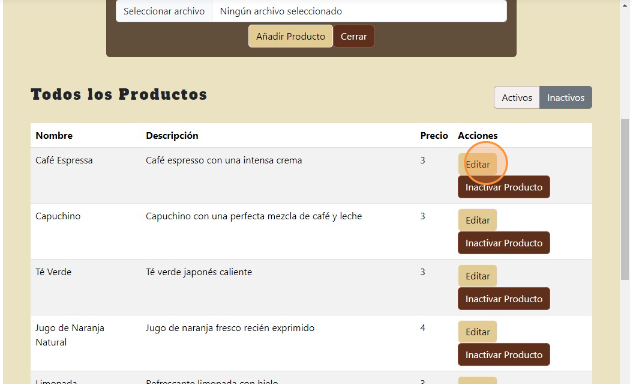 Seleccionar archivo Ningún archivo seleccionado
Añadir Producto Cerrar
Todos los Productos Activos Inactivos
Nombre Descripción Precio Acciones
Café Espressa Café espresso con una intensa crema 3 Editar
Inactivar Producto
Capuchino Capuchino con una perfecta mezcla de café y leche 3 Editar
Inactivar Producto
Té Verde Té verde japonés caliente 3 Editar
Inactivar Producto
Jugo de Naranja Jugo de naranja fresco recién exprimido 4 Editar
Natural
Inactivar Producto
Limonada Refrescante limonada con hielo 3 Editar